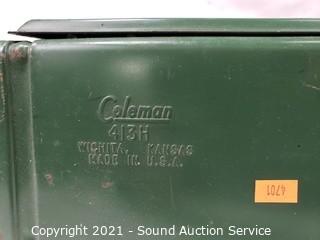 Coleman
413H
WICHITA, KANSAS
MADE IN U.S.A.
4701
Copyright 2021 - Sound Auction Service